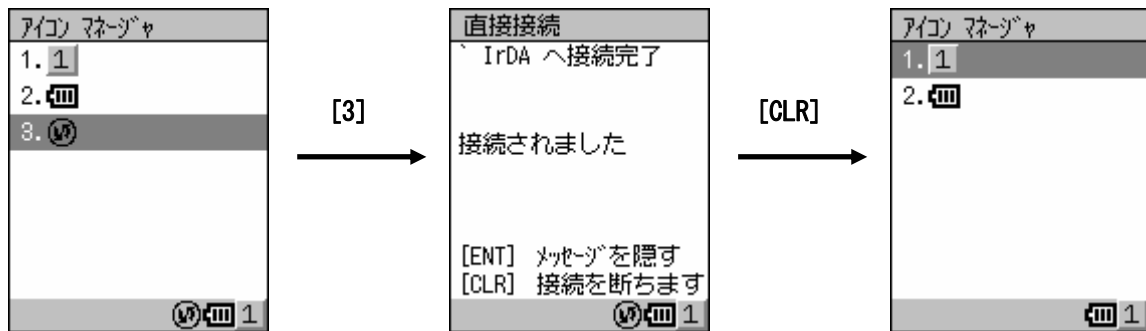 ｱｲｺﾝ ﾏﾈｰｼﾞｬ
1. 1
2.
3.
1
[3]
直接接続
` IrDA へ接続完了
接続されました
[ENT] ﾒｯｾｰｼﾞを隠す
[CLR] 接続を断ちます
1
[CLR]
ｱｲｺﾝ ﾏﾈｰｼﾞｬ
1. 1
2.
1